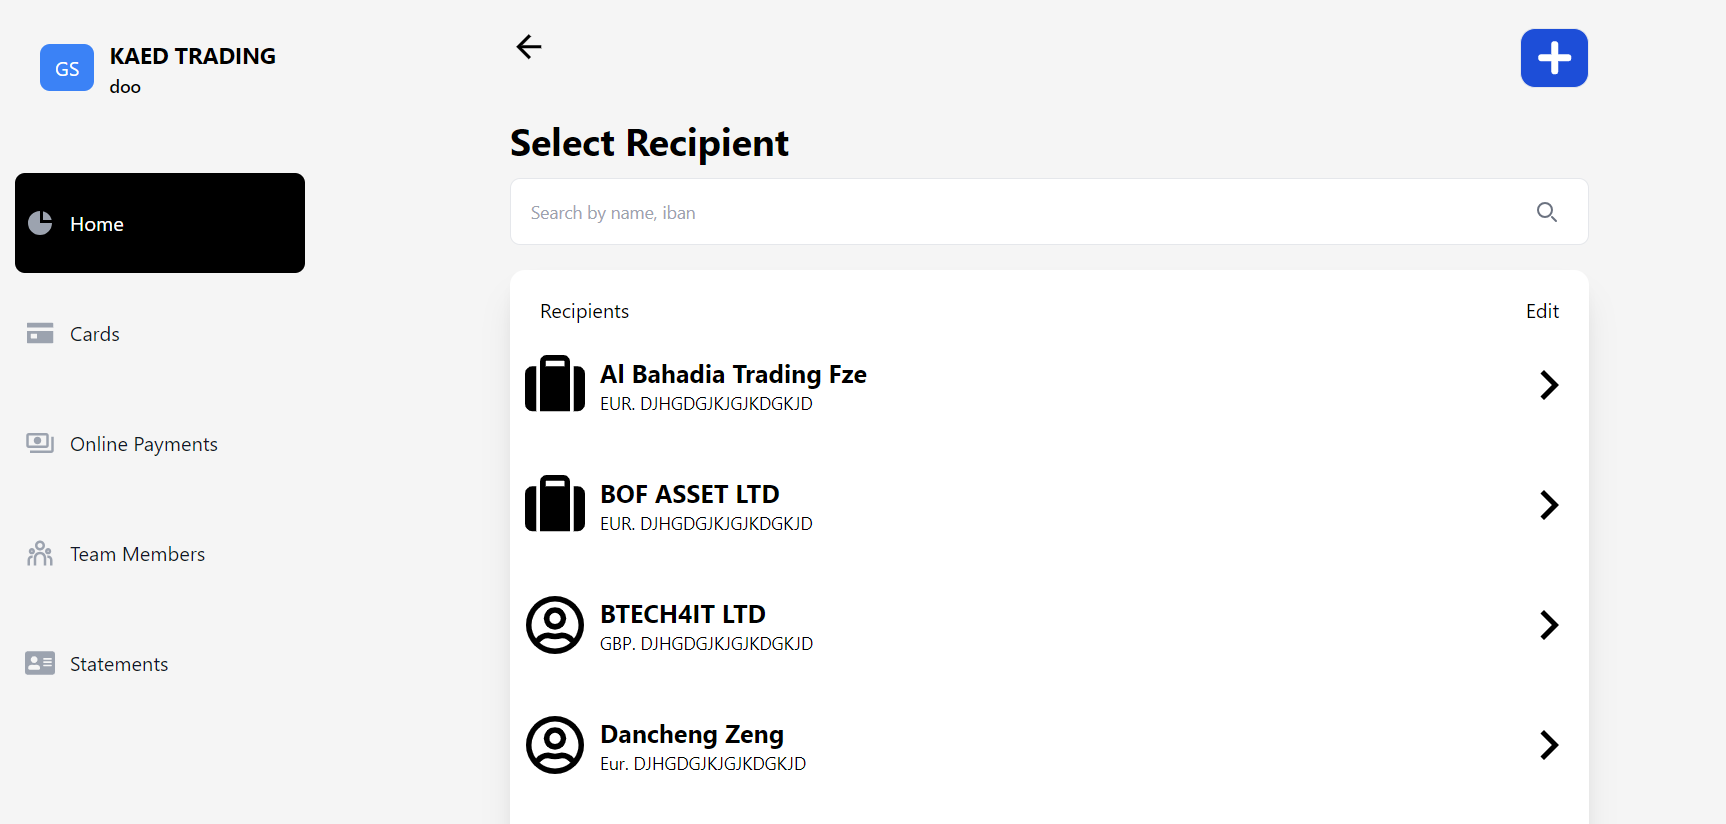 GS
KAED TRADING
doo
Home
Cards
Online Payments
Team Members
Statements
Select Recipient
Search by name, iban
Recipients
Edit
Al Bahadia Trading Fze
EUR. DJHGDGJKJGJKDGKJD
BOF ASSET LTD
EUR. DJHGDGJKJGJKDGKJD
BTECH4IT LTD
GBP. DJHGDGJKJGJKDGKJD
Dancheng Zeng
Eur. DJHGDGJKJGJKDGKJD